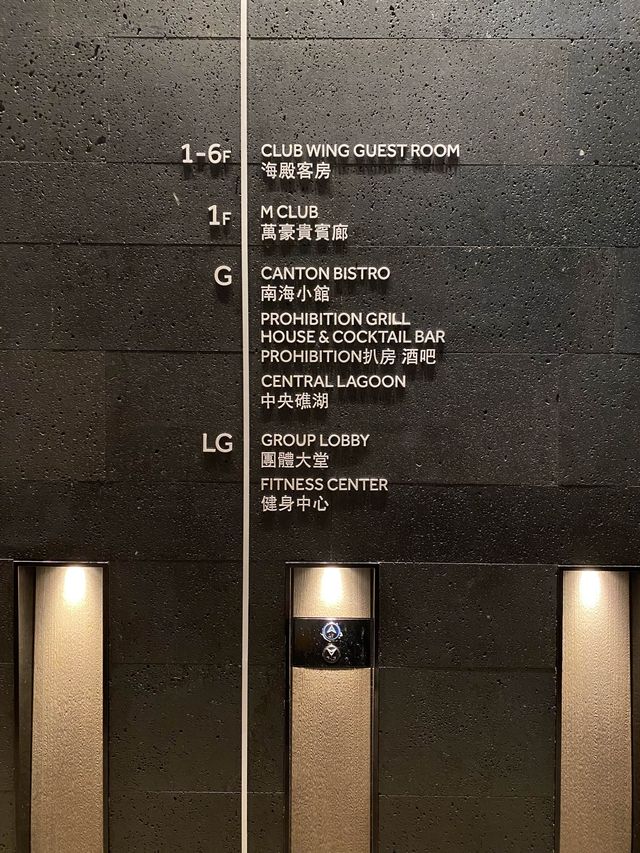 1-6F CLUB WING GUEST ROOM
海殿客房
1F M CLUB
萬豪貴賓廊
G CANTON BISTRO
南海小館
PROHIBITION GRILL
HOUSE & COCKTAIL BAR
PROHIBITION扒房 酒吧
CENTRAL LAGOON
中央礁湖
LG GROUP LOBBY
團體大堂
FITNESS CENTER
健身中心